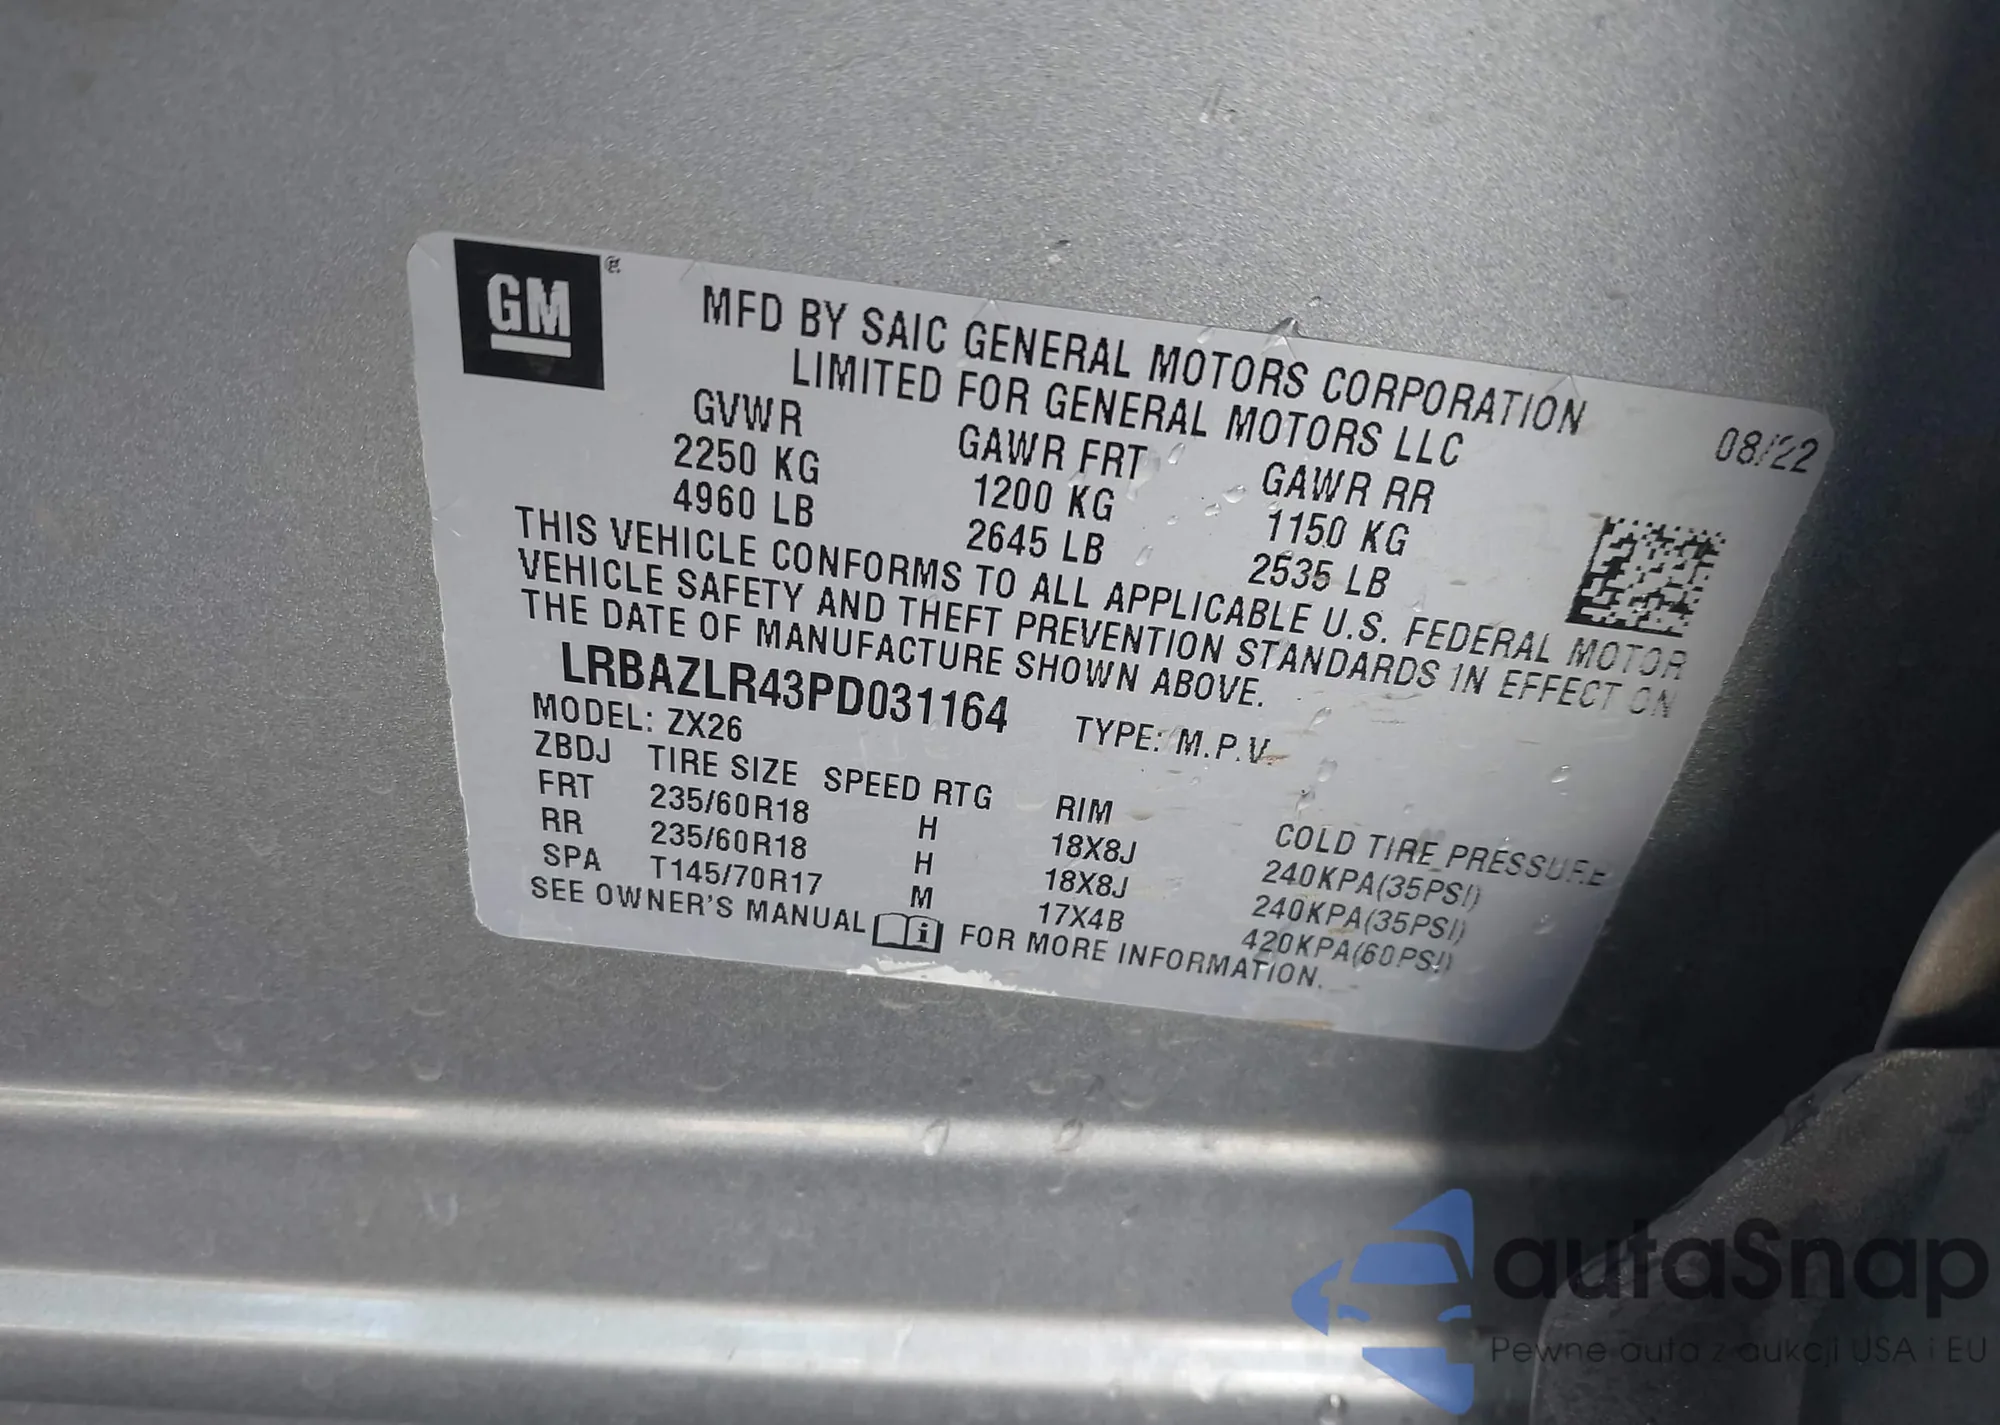 GM
MFD BY SAIC GENERAL MOTORS CORPORATION
LIMITED FOR GENERAL MOTORS LLC
08/22
GVWR GAWR FRT GAWR RR
2250 KG 1200 KG 1150 KG
4960 LB 2645 LB 2535 LB
THIS VEHICLE CONFORMS TO ALL APPLICABLE U.S. FEDERAL MOTOR
VEHICLE SAFETY AND THEFT PREVENTION STANDARDS IN EFFECT ON
THE DATE OF MANUFACTURE SHOWN ABOVE.
LRBAZLR43PD031164 TYPE: M.P.V.
MODEL: ZX26
ZBDJ TIRE SIZE SPEED RTG RIM COLD TIRE PRESSURE
FRT 235/60R18 H 18X8J 240KPA(35PSI)
RR 235/60R18 H 18X8J 240KPA(35PSI)
SPA T145/70R17 M 17X4B 420KPA(60PSI)
SEE OWNER'S MANUAL i FOR MORE INFORMATION.
autaSnap
Pewne auta z aukcji USA i EU